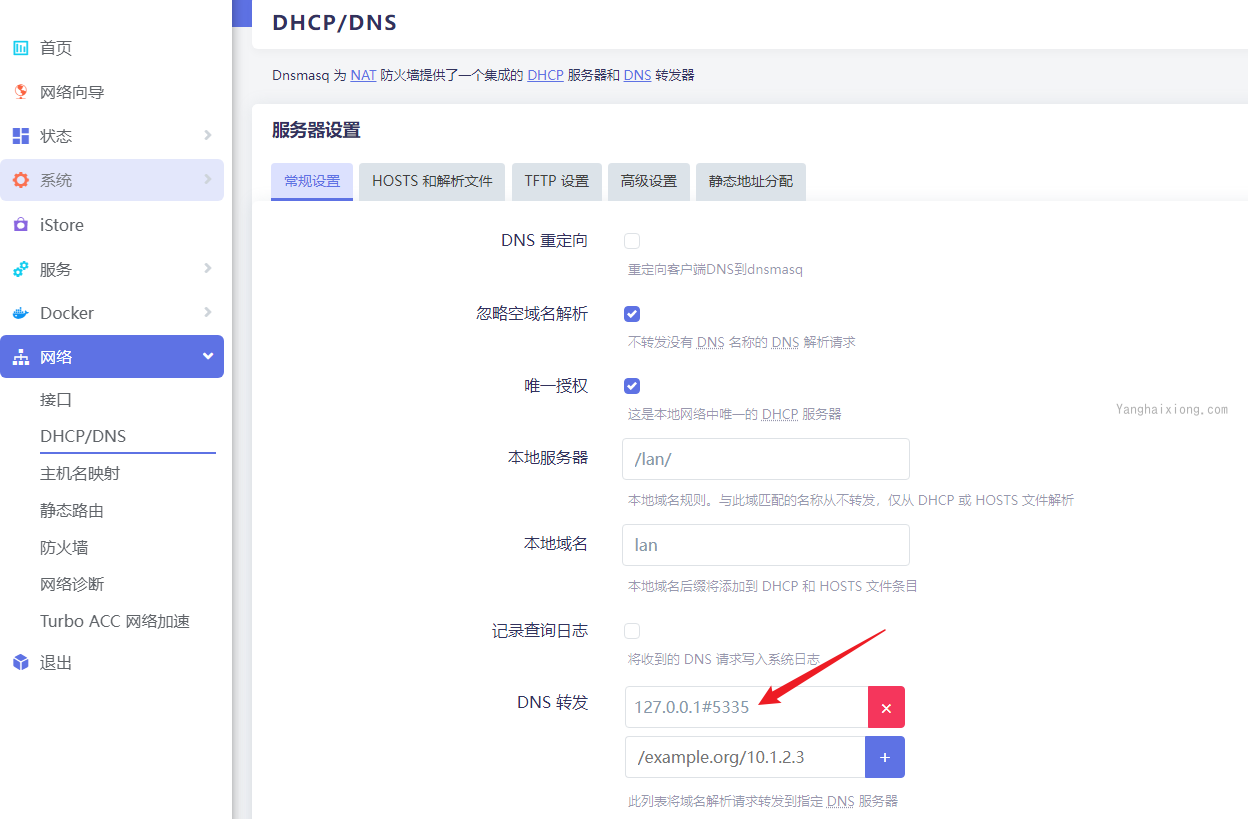 首页
网络向导
状态
系统
iStore
服务
Docker
网络
接口
DHCP/DNS
主机名映射
静态路由
防火墙
网络诊断
Turbo ACC 网络加速
退出
DHCP/DNS
Dnsmasq 为 NAT 防火墙提供了一个集成的 DHCP 服务器和 DNS 转发器
服务器设置
常规设置 HOSTS 和解析文件 TFTP 设置 高级设置 静态地址分配
DNS 重定向
重定向客户端DNS到dnsmasq
忽略空域名解析
不转发没有 DNS 名称的 DNS 解析请求
唯一授权
这是本地网络中唯一的 DHCP 服务器
Yanghaixiong.com
本地服务器 /lan/
本地域名规则。与此域匹配的名称从不转发，仅从 DHCP 或 HOSTS 文件解析
本地域名 lan
本地域名后缀将添加到 DHCP 和 HOSTS 文件条目
记录查询日志
将收到的 DNS 请求写入系统日志
DNS 转发 127.0.0.1#5335 ×
/example.org/10.1.2.3 +
此列表将域名解析请求转发到指定 DNS 服务器